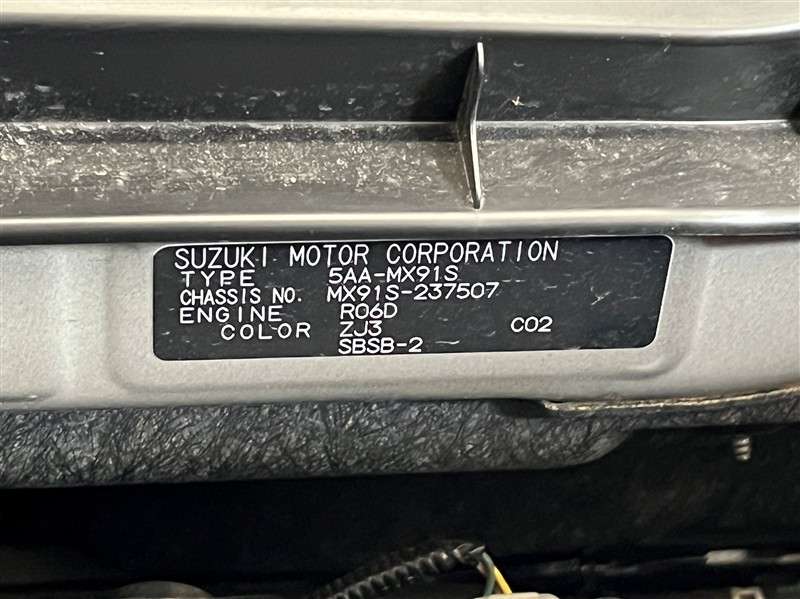 SUZUKI MOTOR CORPORATION
TYPE 5AA-MX91S
CHASSIS NO. MX91S-237507
ENGINE R06D
COLOR ZJ3 C02
SBSB-2